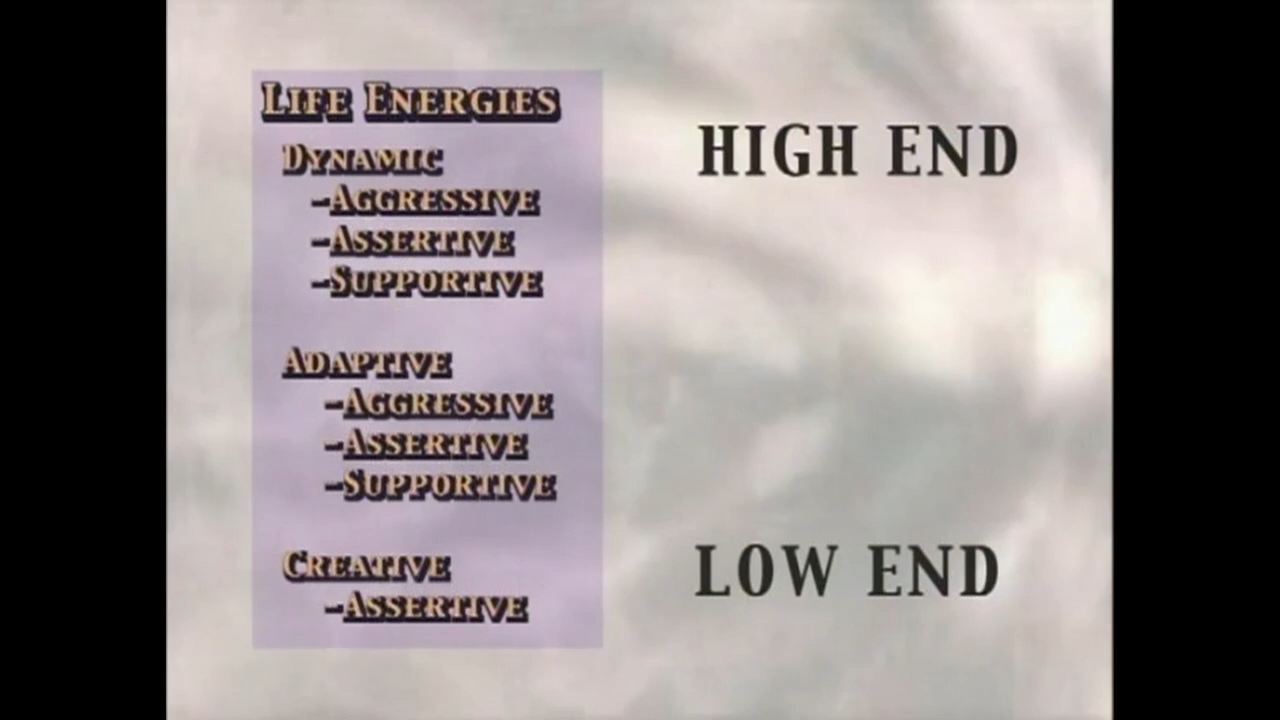 LIFE ENERGIES
DYNAMIC
-AGGRESSIVE
-ASSERTIVE
-SUPPORTIVE
ADAPTIVE
-AGGRESSIVE
-ASSERTIVE
-SUPPORTIVE
CREATIVE
-ASSERTIVE
HIGH END
LOW END